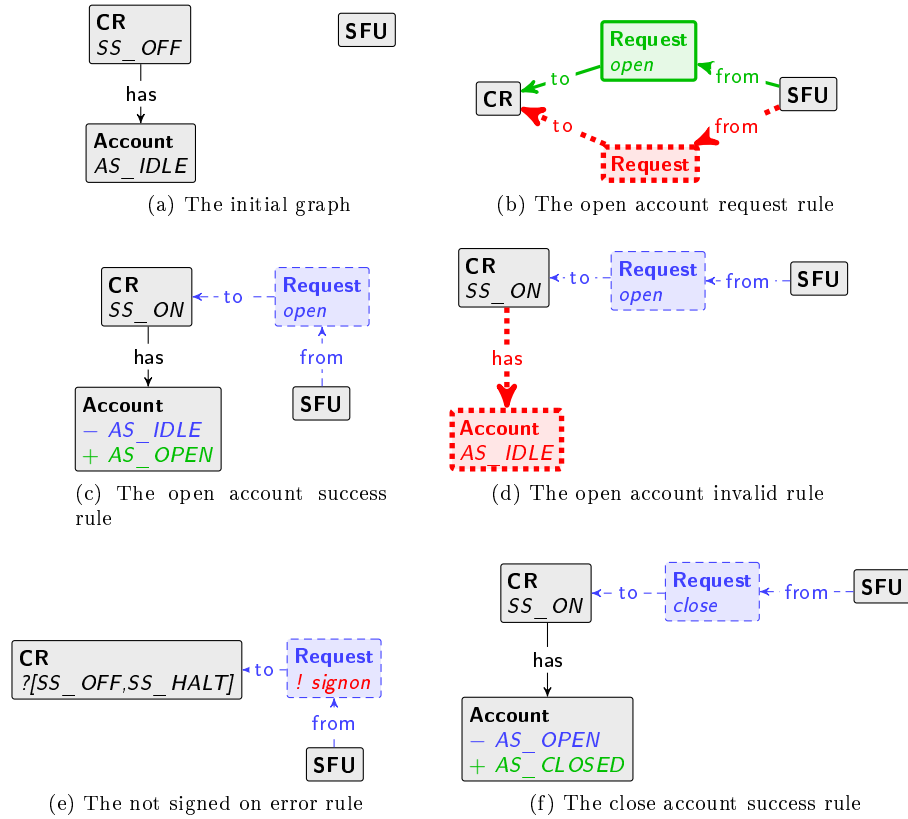 CR
SS_OFF
SFU
has
Account
AS_IDLE
(a) The initial graph
Request
open
to
from
CR
SFU
to
from
Request
(b) The open account request rule
CR
SS_ON
to
Request
open
has
from
Account
– AS_IDLE
+ AS_OPEN
SFU
(c) The open account success
rule
CR
SS_ON
to
Request
open
from
SFU
has
Account
AS_IDLE
(d) The open account invalid rule
CR
?[SS_OFF,SS_HALT]
to
Request
! signon
from
SFU
(e) The not signed on error rule
CR
SS_ON
to
Request
close
from
SFU
has
Account
– AS_OPEN
+ AS_CLOSED
(f) The close account success rule